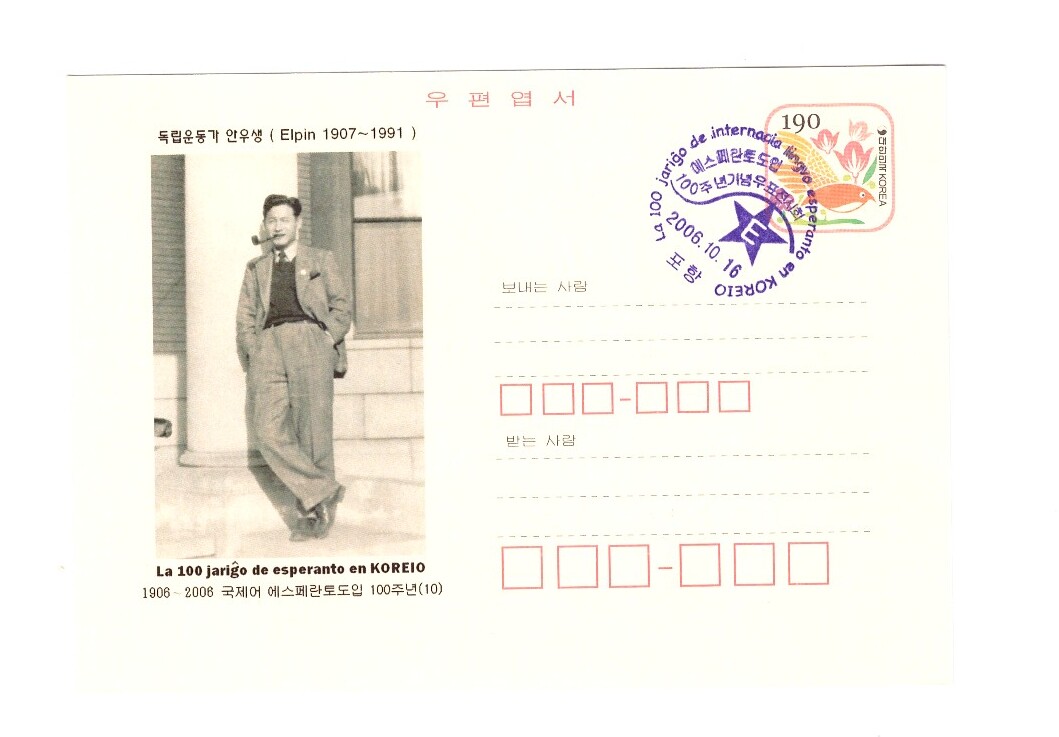 우편엽서
독립운동가 안우생 ( Elpin 1907~1991 )
La 100 jariĝo de esperanto en KOREIO
1906~2006 국제어 에스페란토도입 100주년(10)
190
대한민국 KOREA
La 100 jariĝo de internacia lingvo esperanto en KOREIO
에스페란토도입
100주년기념우표전시회
2006.10.16
E
포항
보내는 사람
받는 사람